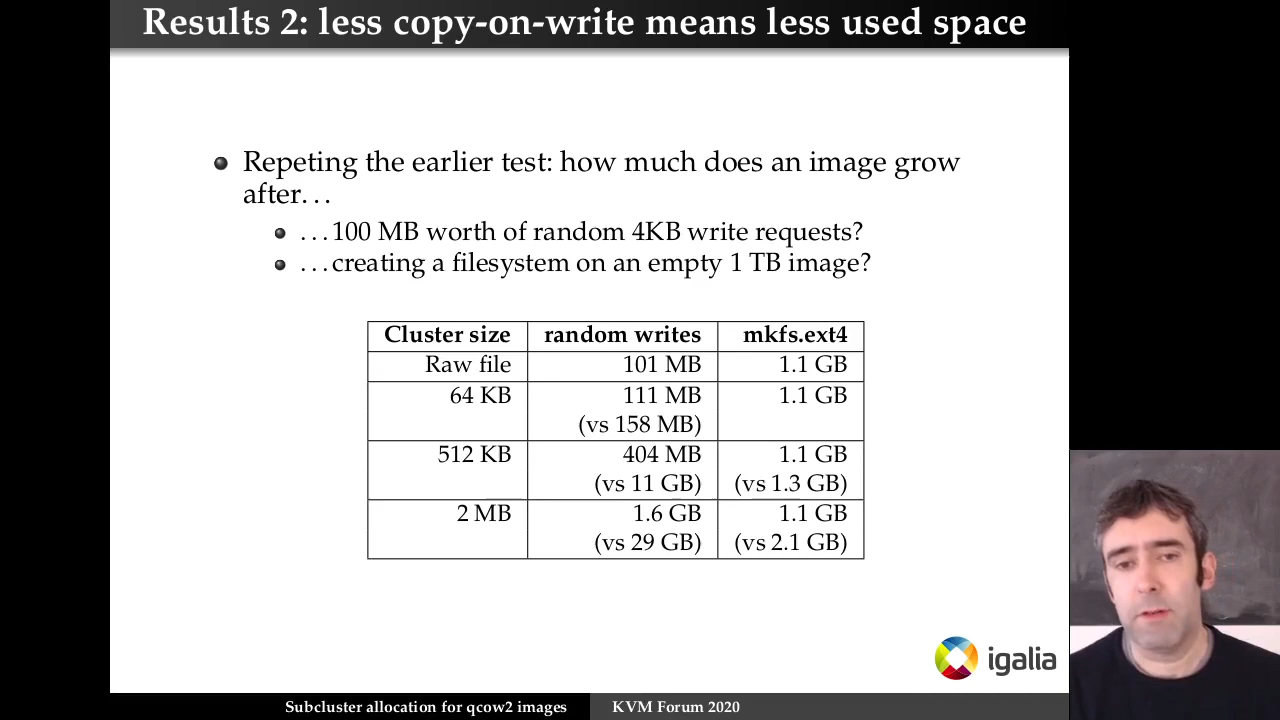 Results 2: less copy-on-write means less used space
Repeting the earlier test: how much does an image grow
after...
...100 MB worth of random 4KB write requests?
...creating a filesystem on an empty 1 TB image?
Cluster size random writes mkfs.ext4
Raw file 101 MB 1.1 GB
64 KB 111 MB 1.1 GB
(vs 158 MB)
512 KB 404 MB 1.1 GB
(vs 11 GB) (vs 1.3 GB)
2 MB 1.6 GB 1.1 GB
(vs 29 GB) (vs 2.1 GB)
igalia
Subcluster allocation for qcow2 images KVM Forum 2020